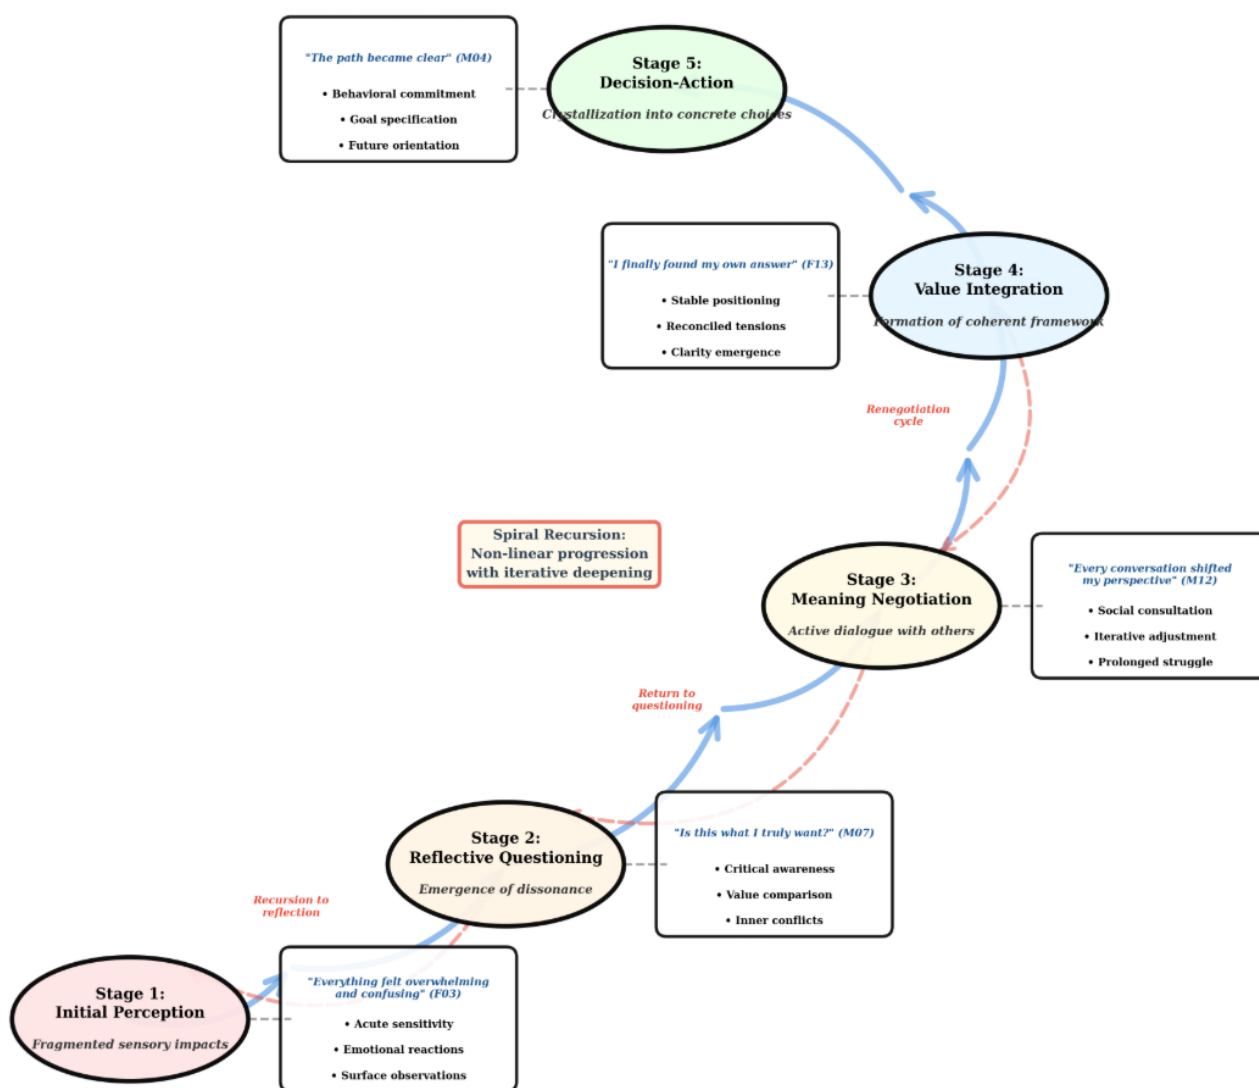 "The path became clear" (M04)
• Behavioral commitment
• Goal specification
• Future orientation
Stage 5:
Decision-Action
Crystallization into concrete choices
"I finally found my own answer" (F13)
• Stable positioning
• Reconciled tensions
• Clarity emergence
Stage 4:
Value Integration
Formation of coherent framework
Renegotiation
cycle
Spiral Recursion:
Non-linear progression
with iterative deepening
Stage 3:
Meaning Negotiation
Active dialogue with others
"Every conversation shifted
my perspective" (M12)
• Social consultation
• Iterative adjustment
• Prolonged struggle
Return to
questioning
Stage 2:
Reflective Questioning
Emergence of dissonance
"Is this what I truly want?" (M07)
• Critical awareness
• Value comparison
• Inner conflicts
Recursion to
reflection
Stage 1:
Initial Perception
Fragmented sensory impacts
"Everything felt overwhelming
and confusing" (F03)
• Acute sensitivity
• Emotional reactions
• Surface observations